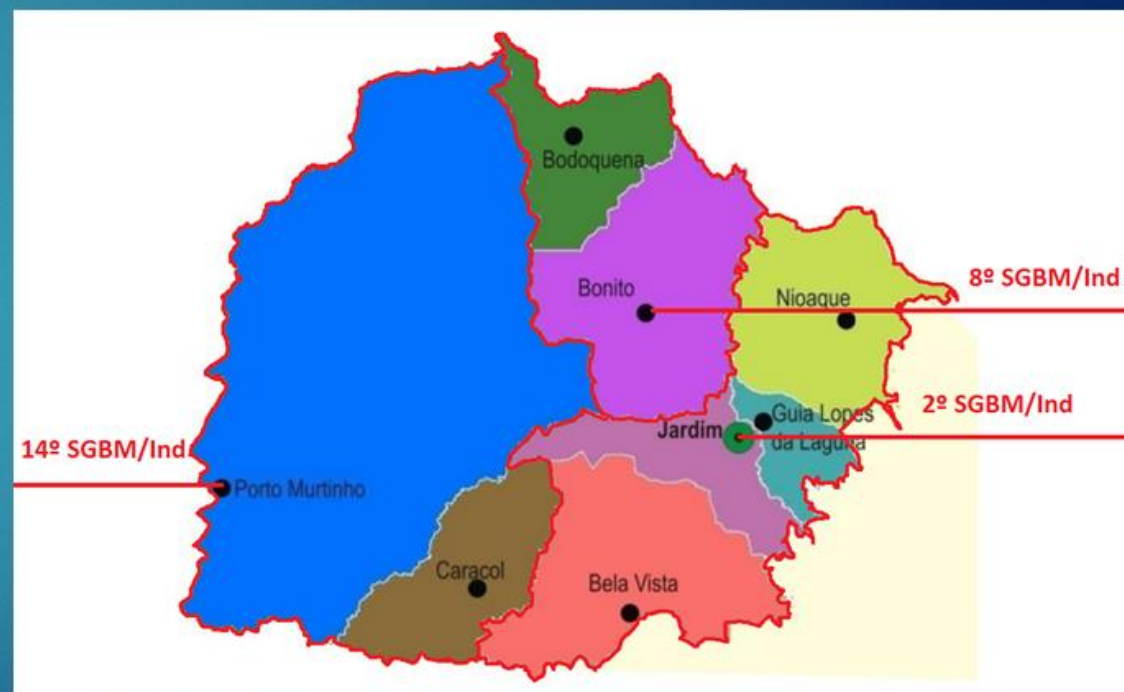 Bodoquena
8º SGBM/Ind
Bonito
Nioaque
2º SGBM/Ind
Guia Lopes
da Laguna
Jardim
14º SGBM/Ind
Porto Murtinho
Caracol
Bela Vista